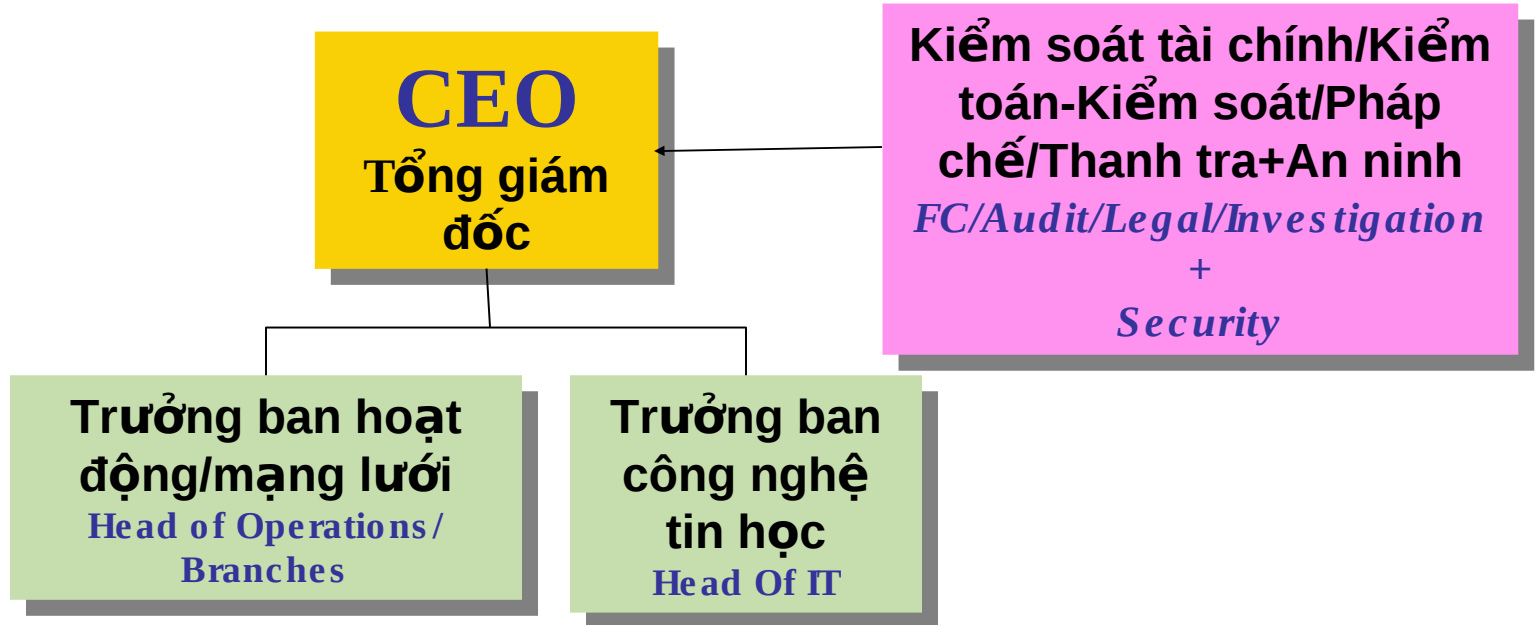 CEO
Tổng giám
đốc
Kiểm soát tài chính/Kiểm
toán-Kiểm soát/Pháp
chế/Thanh tra+An ninh
FC/Audit/Legal/Investigation
+
Security
Trưởng ban hoạt
động/mạng lưới
Head of Operations/
Branches
Trưởng ban
công nghệ
tin học
Head Of IT